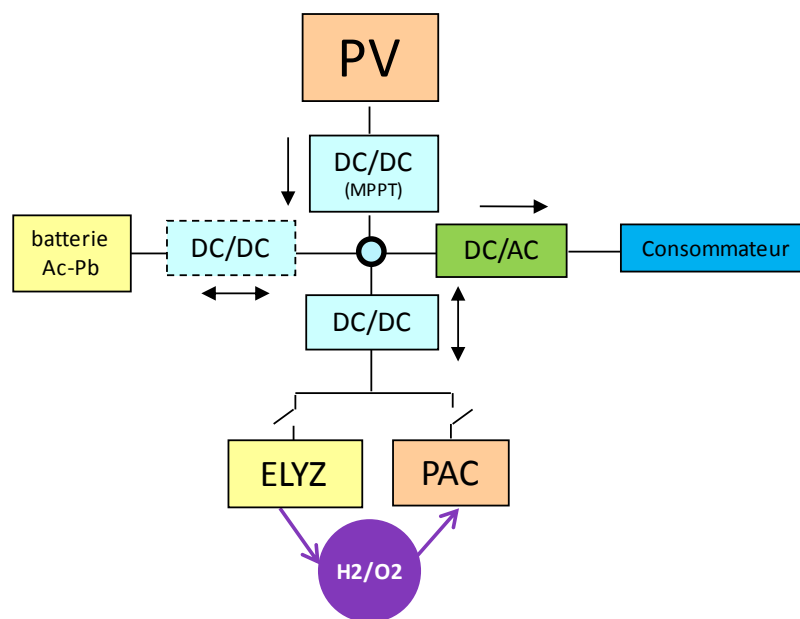 PV
DC/DC
(MPPT)
batterie
Ac-Pb
DC/DC
DC/AC
Consommateur
DC/DC
ELYZ
PAC
H2/O2